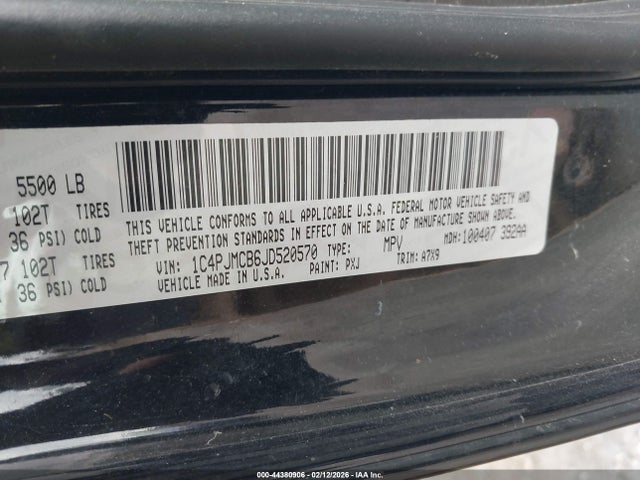 5500 LB
102T TIRES
36 PSI) COLD
7 102T TIRES
36 PSI) COLD
THIS VEHICLE CONFORMS TO ALL APPLICABLE U.S.A. FEDERAL MOTOR VEHICLE SAFETY AND
THEFT PREVENTION STANDARDS IN EFFECT ON THE DATE OF MANUFACTURE SHOWN ABOVE.
VIN: 1C4PJMCB6JD520570 TYPE: MPV MDH:100407 392AA
VEHICLE MADE IN U.S.A. PAINT: PXJ TRIM: A7X9
000-44380906 - 02/12/2026 - IAAI, INC.